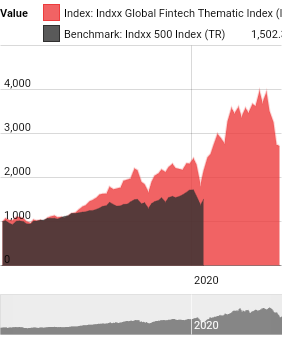 Value
Index: Indxx Global Fintech Thematic Index (
Benchmark: Indxx 500 Index (TR) 1,502.
4,000
3,000
2,000
1,000
0
2020
2020